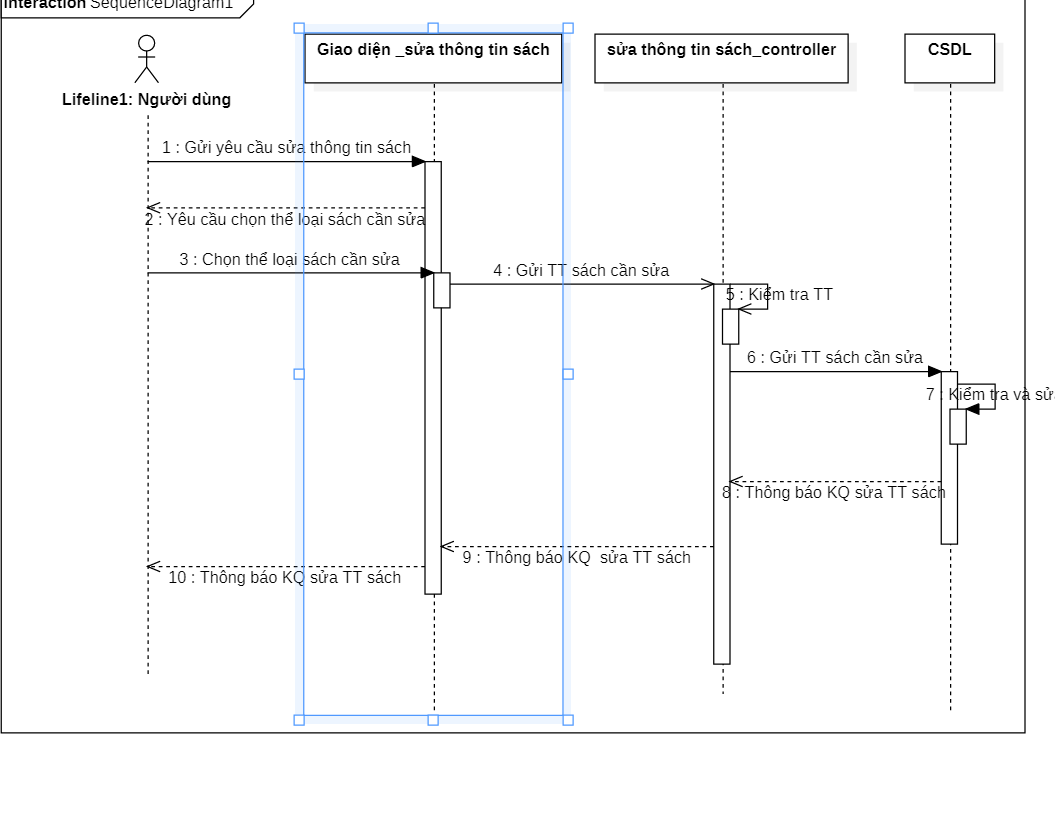 Interaction SequenceDiagram1
Giao diện _sửa thông tin sách
sửa thông tin sách_controller
CSDL
Lifeline1: Người dùng
1 : Gửi yêu cầu sửa thông tin sách
2 : Yêu cầu chọn thể loại sách cần sửa
3 : Chọn thể loại sách cần sửa
4 : Gửi TT sách cần sửa
5 : Kiểm tra TT
6 : Gửi TT sách cần sửa
7 : Kiểm tra và sửa
8 : Thông báo KQ sửa TT sách
9 : Thông báo KQ  sửa TT sách
10 : Thông báo KQ sửa TT sách